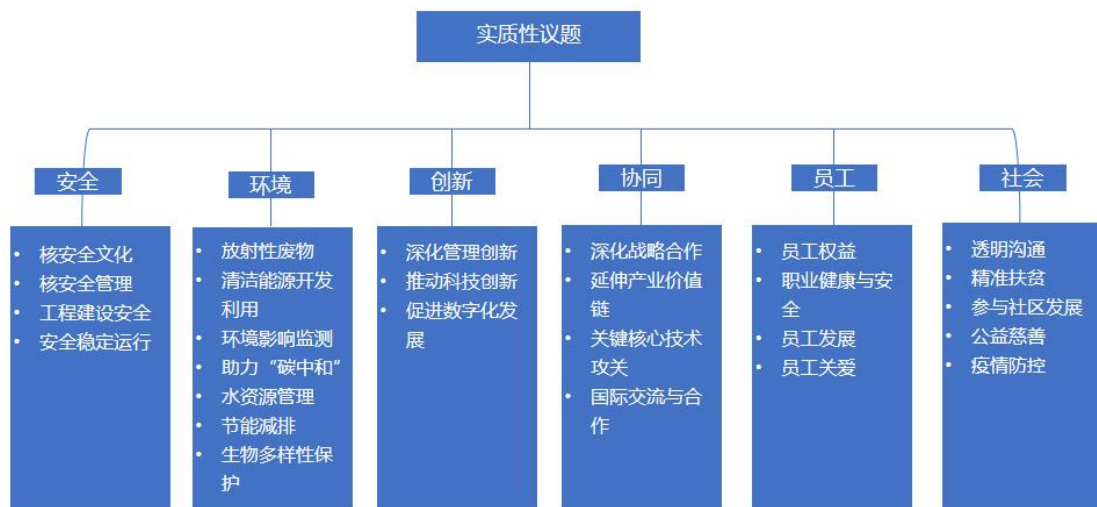 实质性议题
安全
环境
创新
协同
员工
社会
• 核安全文化
• 核安全管理
• 工程建设安全
• 安全稳定运行
• 放射性废物
• 清洁能源开发
利用
• 环境影响监测
• 助力“碳中和”
• 水资源管理
• 节能减排
• 生物多样性保
护
• 深化管理创新
• 推动科技创新
• 促进数字化发
展
• 深化战略合作
• 延伸产业价值
链
• 关键核心技术
攻关
• 国际交流与合
作
• 员工权益
• 职业健康与安
全
• 员工发展
• 员工关爱
• 透明沟通
• 精准扶贫
• 参与社区发展
• 公益慈善
• 疫情防控